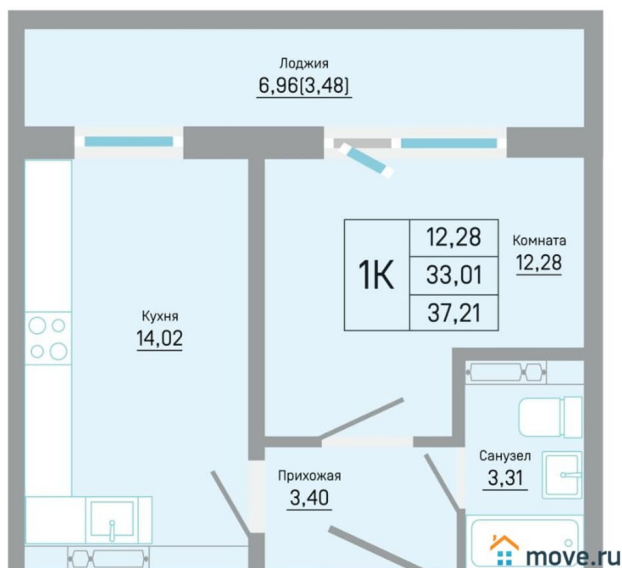 Лоджия
6,96(3,48)
12,28
1К
33,01
37,21
Комната
12,28
Кухня
14,02
Санузел
3,31
Прихожая
3,40
move.ru